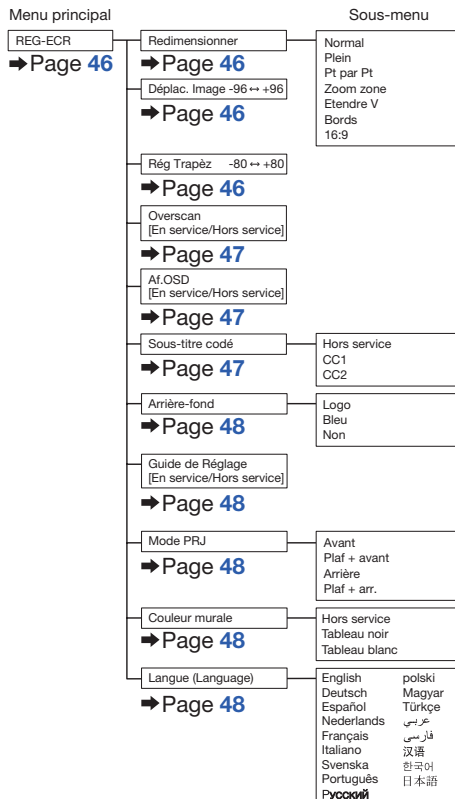 Menu principal
Sous-menu
REG-ECR
➡Page 46
Redimensionner
➡Page 46
Normal
Plein
Pt par Pt
Zoom zone
Etendre V
Bords
16:9
Déplac. Image -96 ↔ +96
➡Page 46
Rég Trapèz -80 ↔ +80
➡Page 46
Overscan
[En service/Hors service]
➡Page 47
Af.OSD
[En service/Hors service]
➡Page 47
Sous-titre codé
➡Page 47
Hors service
CC1
CC2
Arrière-fond
➡Page 48
Logo
Bleu
Non
Guide de Réglage
[En service/Hors service]
➡Page 48
Mode PRJ
➡Page 48
Avant
Plaf + avant
Arrière
Plaf + arr.
Couleur murale
➡Page 48
Hors service
Tableau noir
Tableau blanc
Langue (Language)
➡Page 48
English
Deutsch
Español
Nederlands
Français
Italiano
Svenska
Português
Русский
polski
Magyar
Türkçe
عربي
فارسی
汉语
한국어
日本語